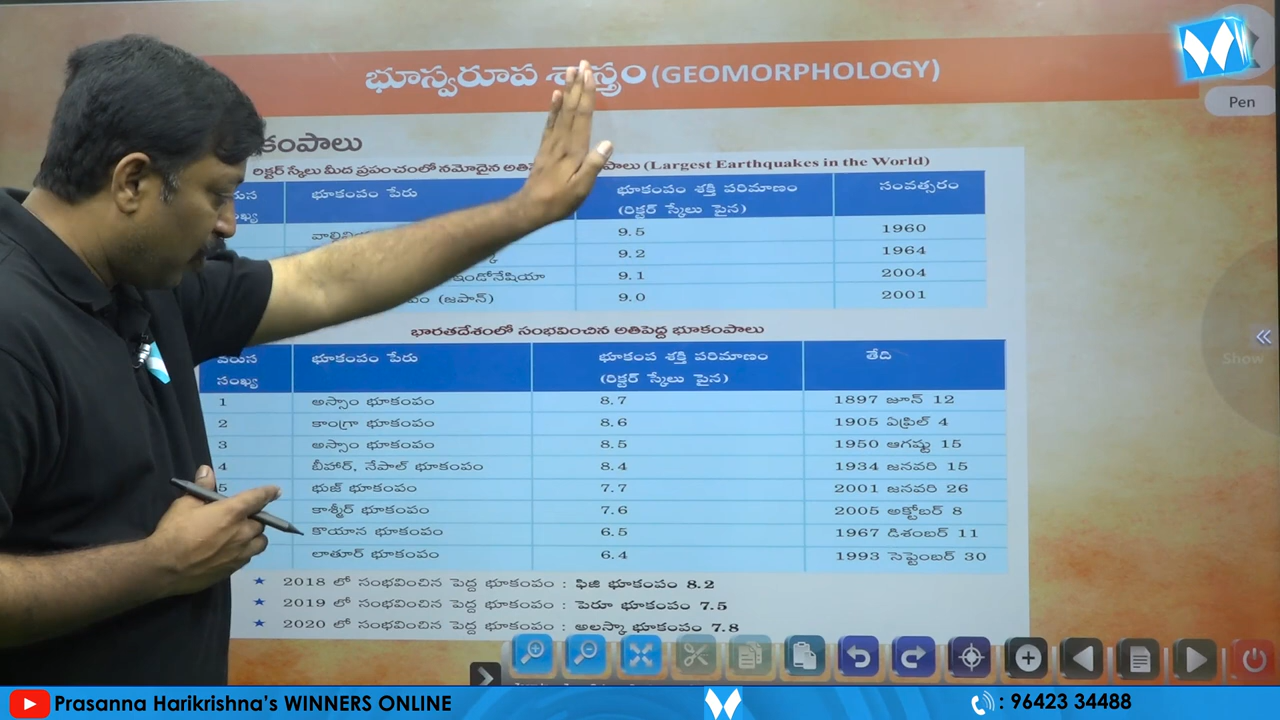 భూస్వరూప శాస్త్రం (GEOMORPHOLOGY)
Pen
కంపాలు
రిక్టర్ స్కేలు మీద ప్రపంచంలో నమోదైన (Largest Earthquakes in the World)
భూకంపం పేరు భూకంపం శక్తి పరిమాణం సంవత్సరం
సంఖ్య (రిక్టర్ స్కేలు పైన)
9.5 1960
9.2 1964
ఇండోనేషియా 9.1 2004
(జపాన్) 9.0 2001
భారతదేశంలో సంభవించిన అతిపెద్ద భూకంపాలు
వరుస భూకంపం పేరు భూకంప శక్తి పరిమాణం తేది
సంఖ్య (రిక్టర్ స్కేలు పైన)
1 అస్సాం భూకంపం 8.7 1897 జూన్ 12
2 కాంగ్రా భూకంపం 8.6 1905 ఏప్రిల్ 4
3 అస్సాం భూకంపం 8.5 1950 ఆగష్టు 15
4 బీహార్, నేపాల్ భూకంపం 8.4 1934 జనవరి 15
5 భుజ్ భూకంపం 7.7 2001 జనవరి 26
కాశ్మీర్ భూకంపం 7.6 2005 అక్టోబర్ 8
కొయాన భూకంపం 6.5 1967 డిశంబర్ 11
లాతూర్ భూకంపం 6.4 1993 సెప్టెంబర్ 30
★ 2018 లో సంభవించిన పెద్ద భూకంపం : ఫిజి భూకంపం 8.2
★ 2019 లో సంభవించిన పెద్ద భూకంపం : పెరూ భూకంపం 7.5
★ 2020 లో సంభవించిన పెద్ద భూకంపం : అలస్కా భూకంపం 7.8
Show
Prasanna Harikrishna's WINNERS ONLINE
: 96423 34488